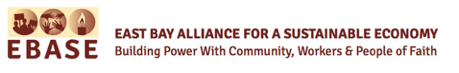 EBASE
EAST BAY ALLIANCE FOR A SUSTAINABLE ECONOMY
Building Power With Community, Workers & People of Faith